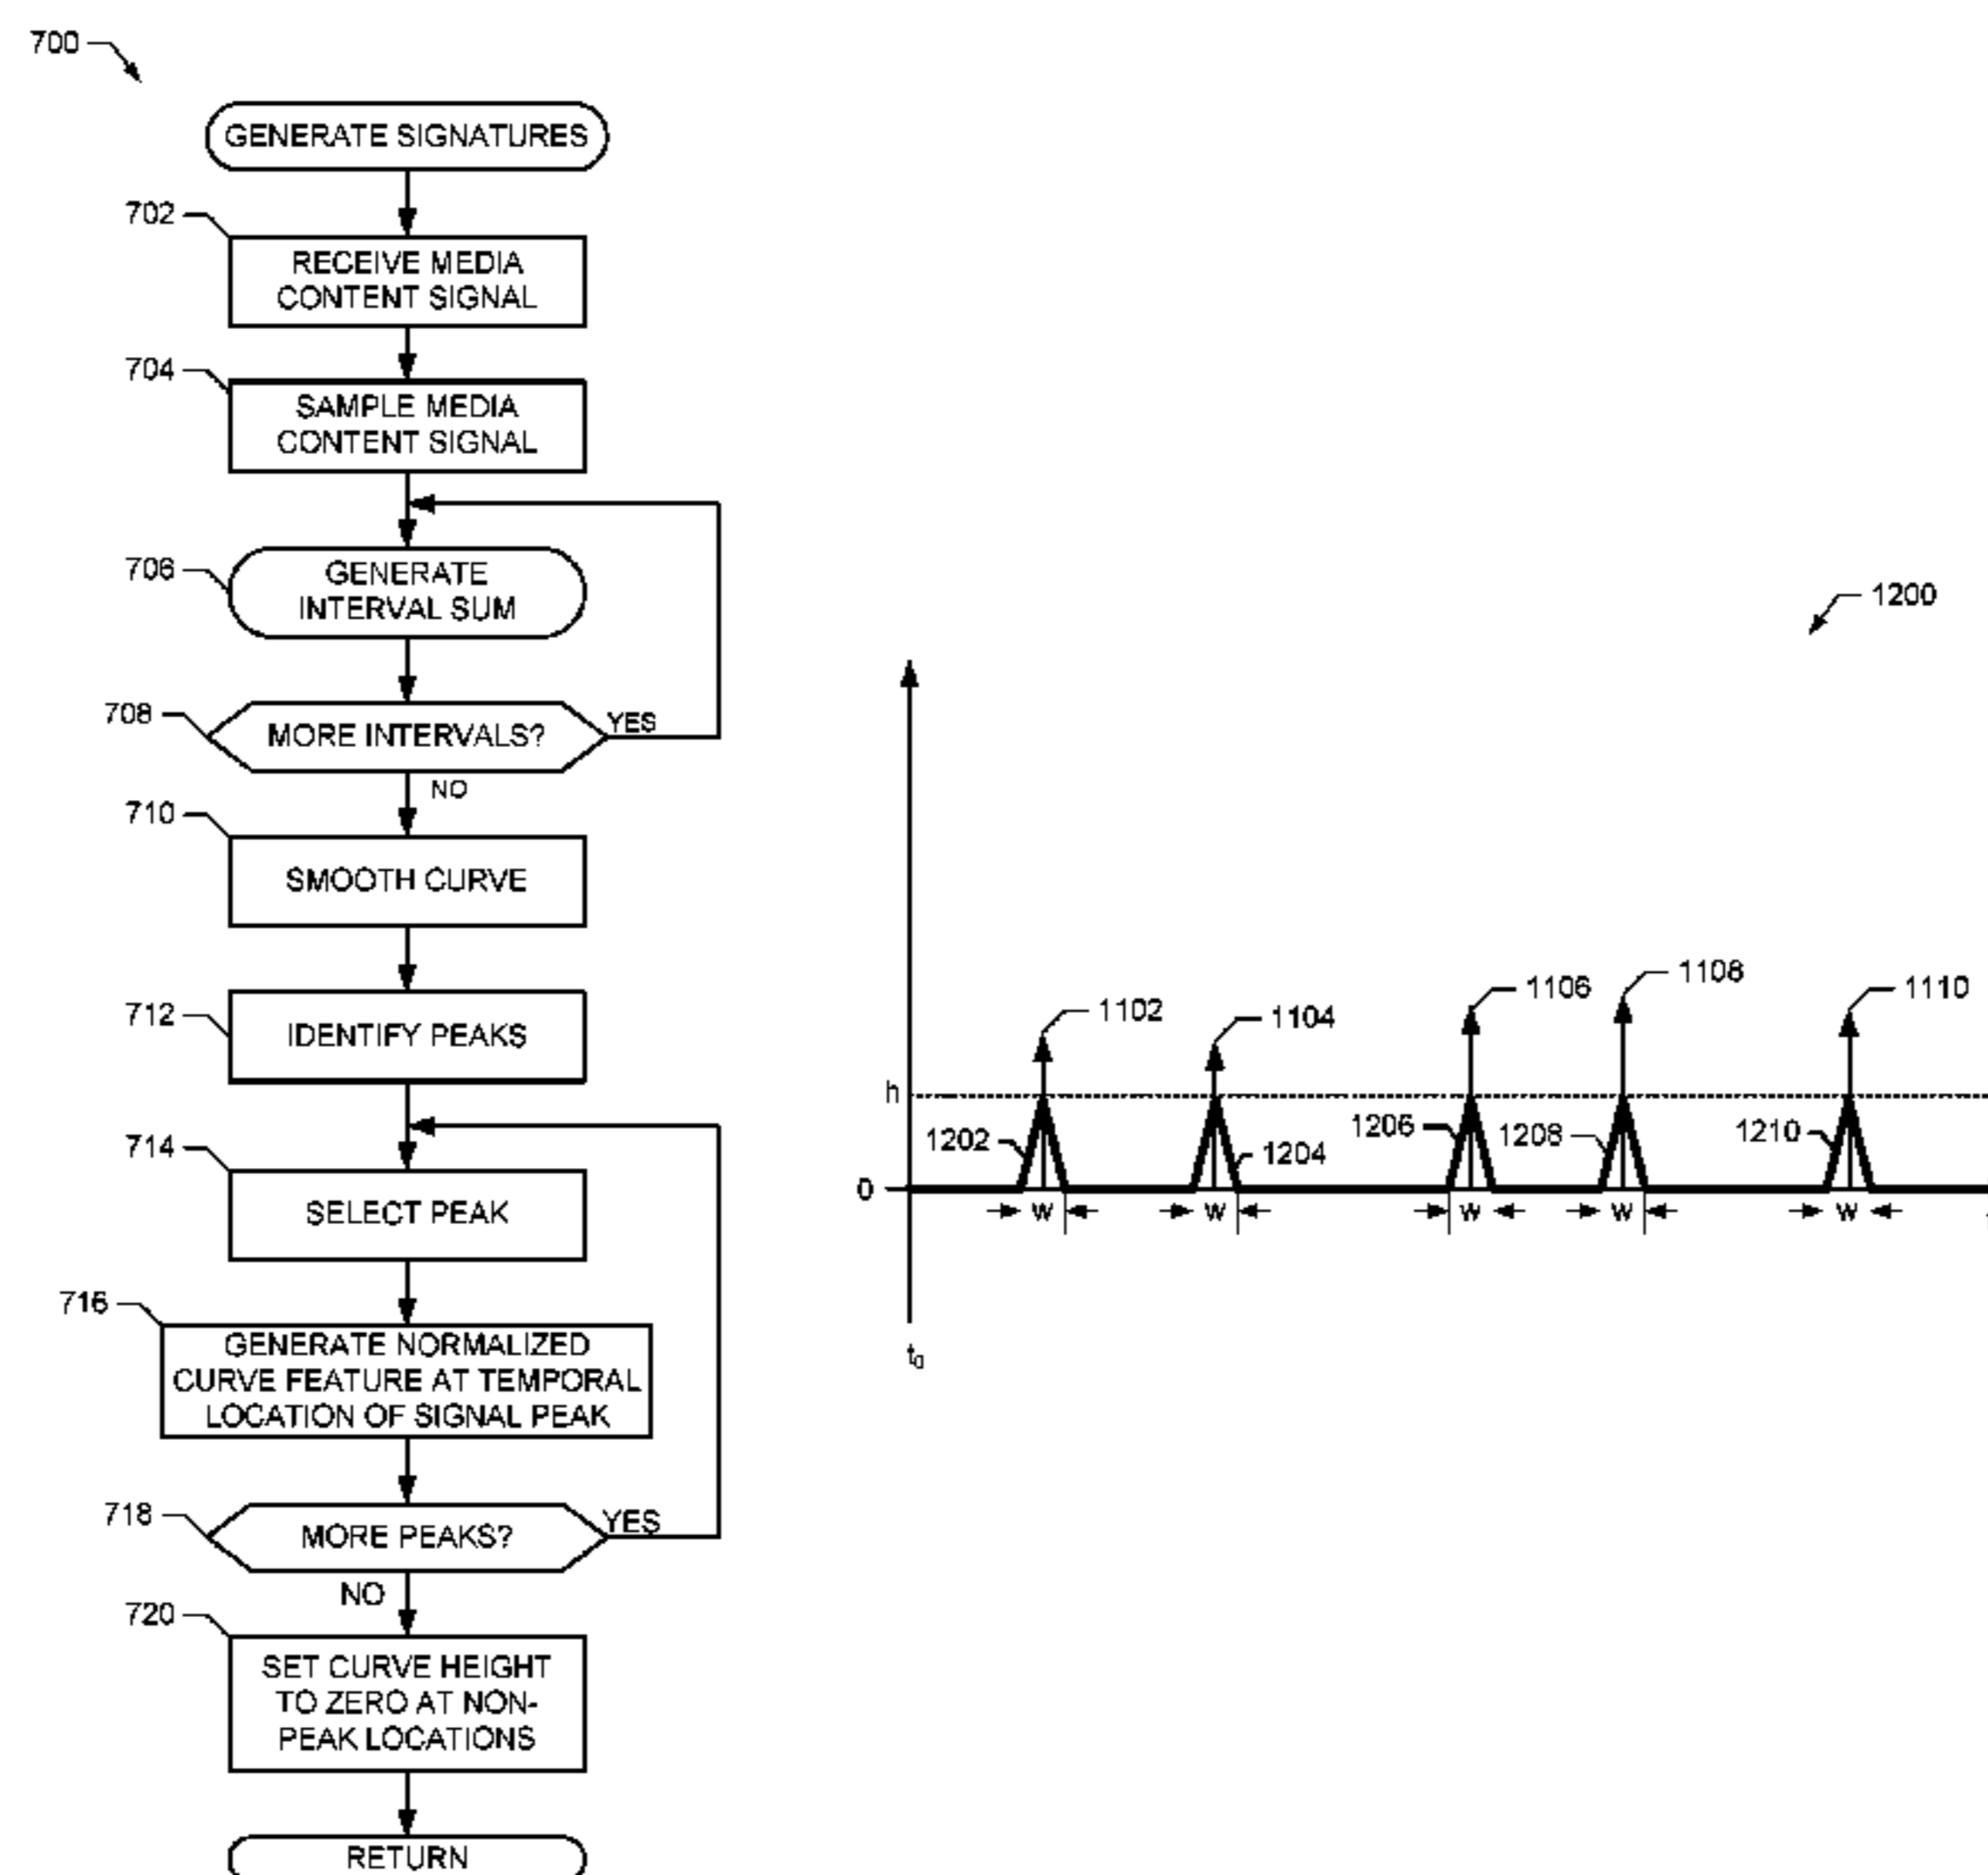 700
GENERATE SIGNATURES
702
RECEIVE MEDIA
CONTENT SIGNAL
704
SAMPLE MEDIA
CONTENT SIGNAL
706
GENERATE
INTERVAL SUM
708
MORE INTERVALS?
YES
NO
710
SMOOTH CURVE
712
IDENTIFY PEAKS
714
SELECT PEAK
716
GENERATE NORMALIZED
CURVE FEATURE AT TEMPORAL
LOCATION OF SIGNAL PEAK
718
MORE PEAKS?
YES
NO
720
SET CURVE HEIGHT
TO ZERO AT NON-
PEAK LOCATIONS
RETURN
1200
1102
1104
1106
1108
1110
h
1202
1204
1206
1208
1210
0
w
w
w
w
w
t₀